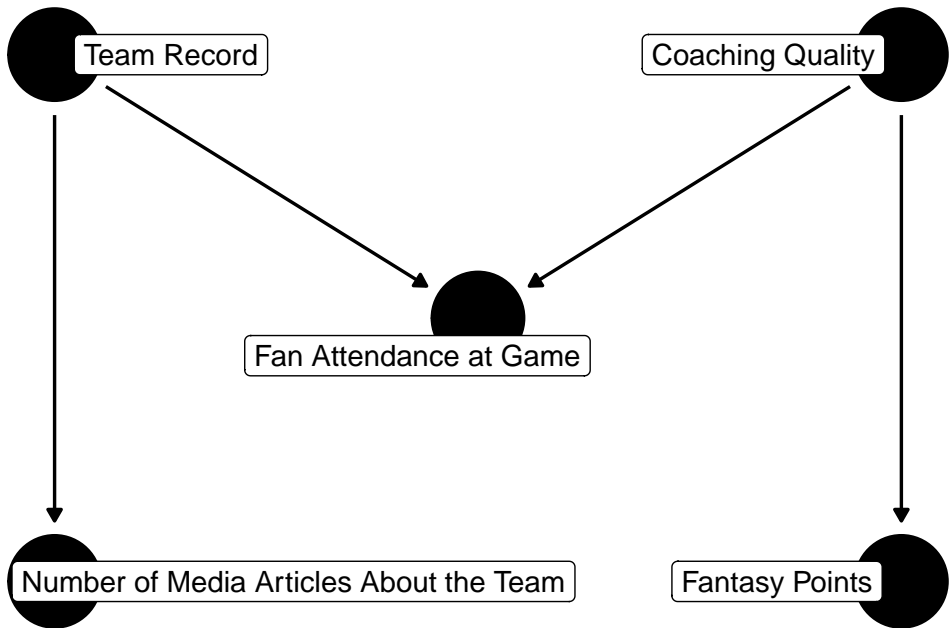 Team Record
Coaching Quality
Fan Attendance at Game
Number of Media Articles About the Team
Fantasy Points